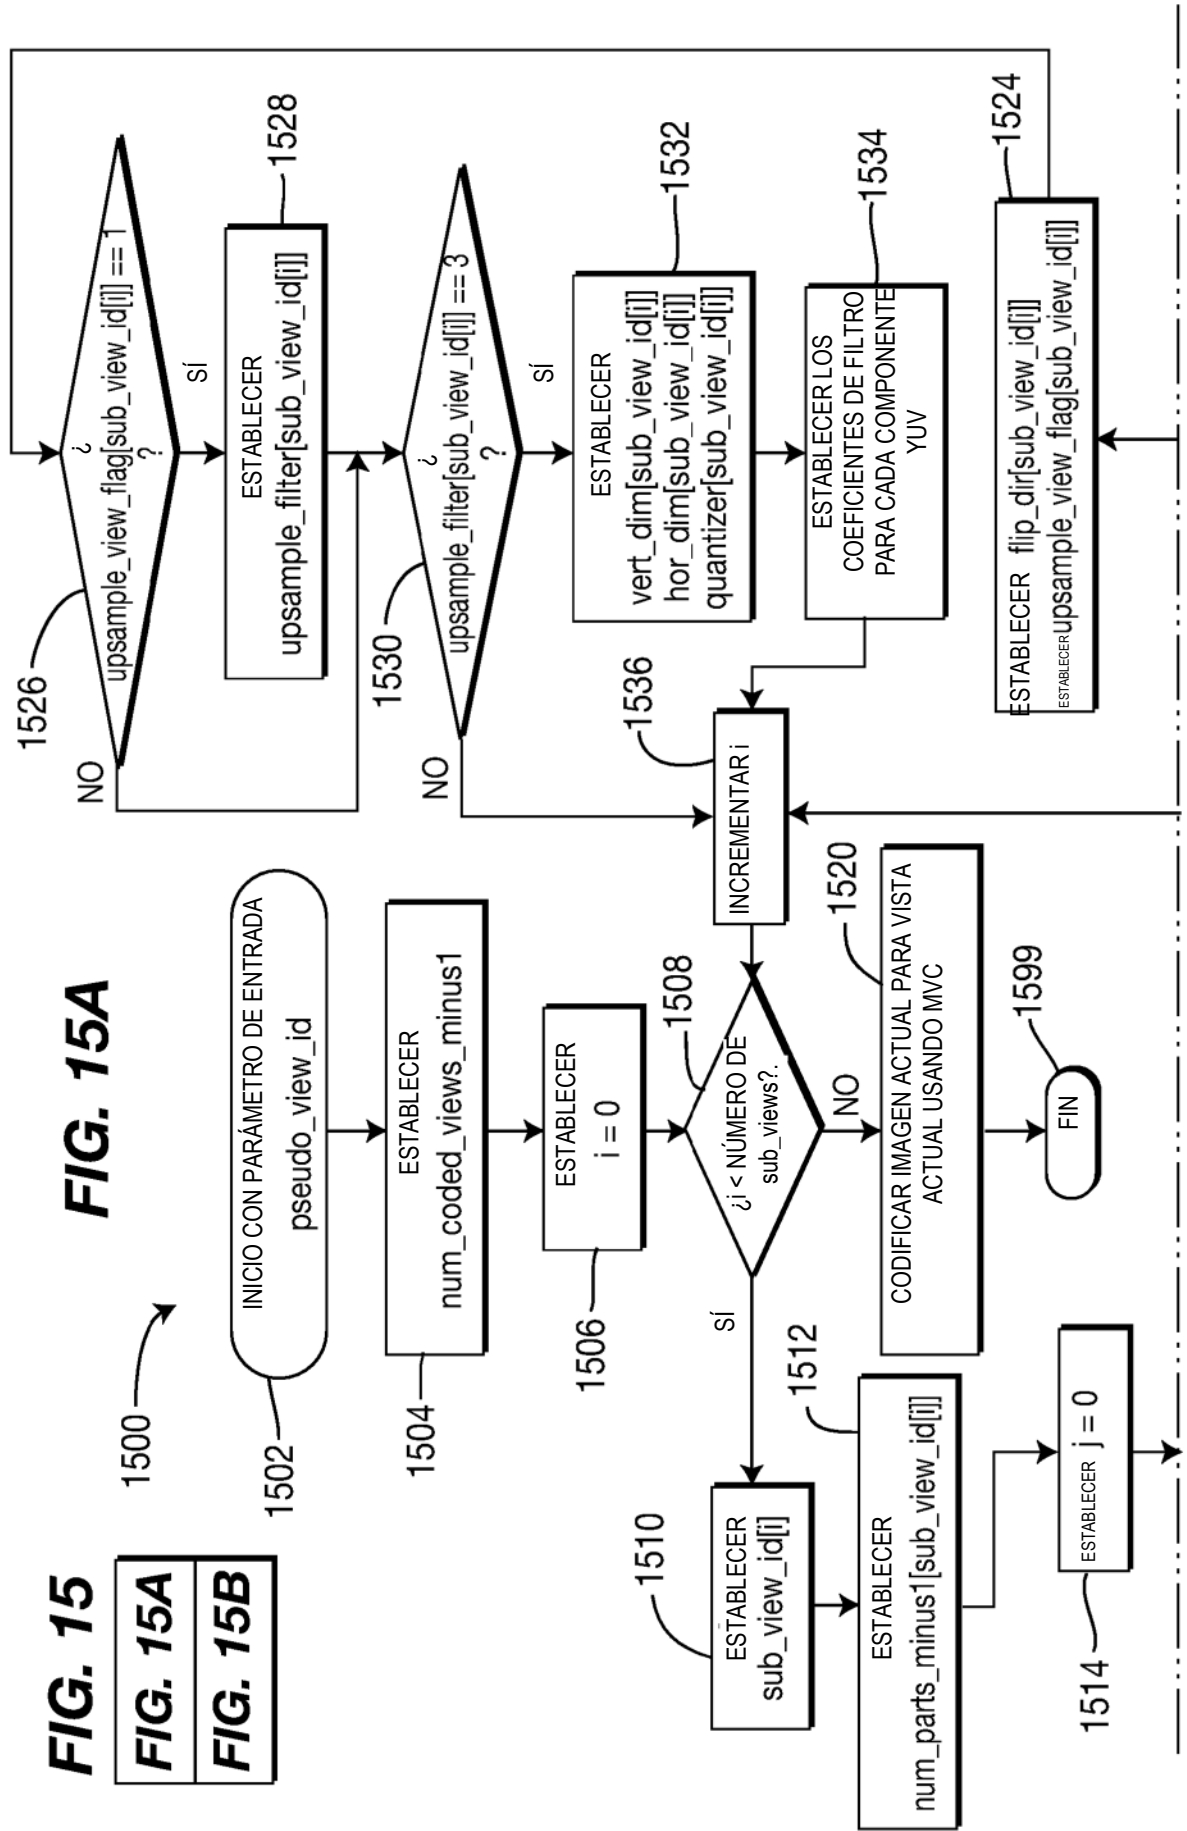 FIG. 15
FIG. 15A
FIG. 15B
FIG. 15A
1500
1502
INICIO CON PARÁMETRO DE ENTRADA
pseudo_view_id
1504
ESTABLECER
num_coded_views_minus1
1506
ESTABLECER
i = 0
1508
¿i < NÚMERO DE
sub_views?.
SÍ
NO
1510
ESTABLECER
sub_view_id[i]
1512
ESTABLECER
num_parts_minus1[sub_view_id[i]]
1514
ESTABLECER j = 0
1520
CODIFICAR IMAGEN ACTUAL PARA VISTA
ACTUAL USANDO MVC
1599
FIN
1526
¿
upsample_view_flag[sub_view_id[i]] == 1
?
NO
SÍ
1528
ESTABLECER
upsample_filter[sub_view_id[i]]
1530
¿
upsample_filter[sub_view_id[i]] == 3
?
NO
SÍ
1532
ESTABLECER
vert_dim[sub_view_id[i]]
hor_dim[sub_view_id[i]]
quantizer[sub_view_id[i]]
1534
ESTABLECER LOS
COEFICIENTES DE FILTRO
PARA CADA COMPONENTE
YUV
1536
INCREMENTAR i
1524
ESTABLECER flip_dir[sub_view_id[i]]
ESTABLECER upsample_view_flag[sub_view_id[i]]